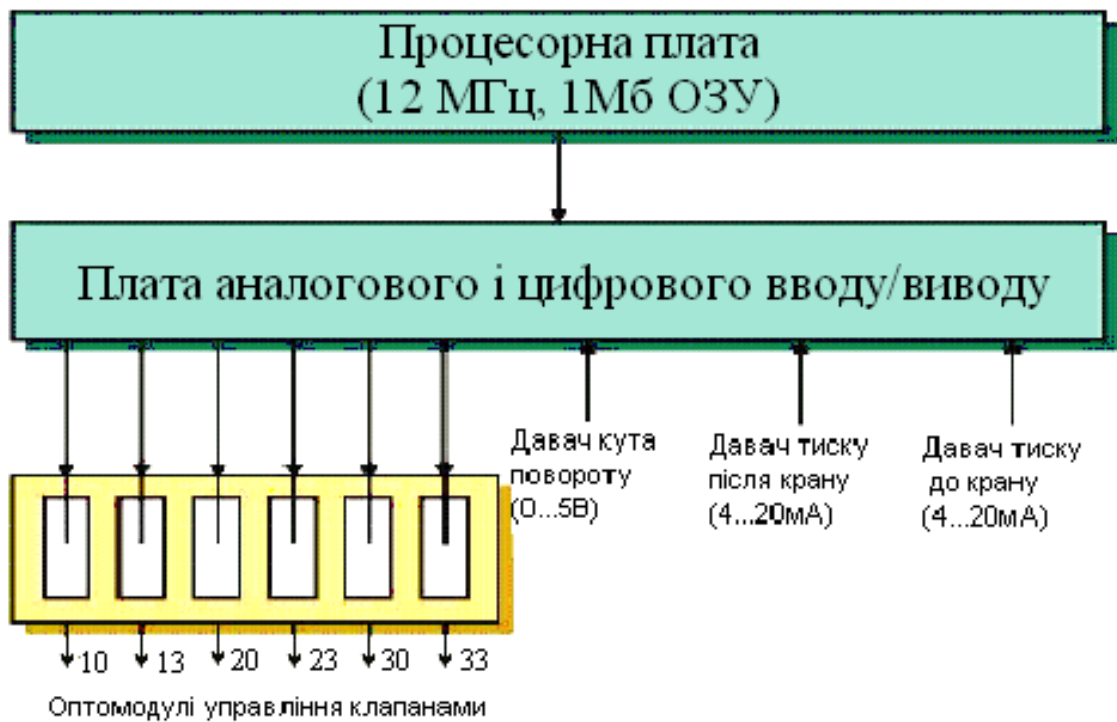 Процесорна плата
(12 МГц, 1Мб ОЗУ)
Плата аналогового і цифрового вводу/виводу
Давач кута
повороту
(0...5В)
Давач тиску
після крану
(4...20мА)
Давач тиску
до крану
(4...20мА)
10 13 20 23 30 33
Оптомодулі управління клапанами